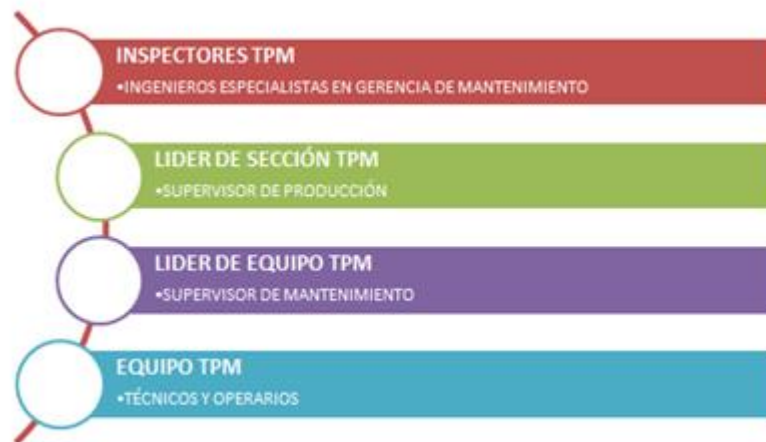 INSPECTORES TPM
•INGENIEROS ESPECIALISTAS EN GERENCIA DE MANTENIMIENTO
LIDER DE SECCIÓN TPM
•SUPERVISOR DE PRODUCCIÓN
LIDER DE EQUIPO TPM
•SUPERVISOR DE MANTENIMIENTO
EQUIPO TPM
•TÉCNICOS Y OPERARIOS